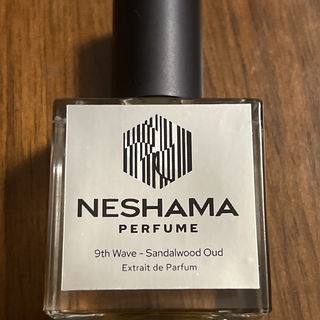 NESHAMA
PERFUME
9th Wave - Sandalwood Oud
Extrait de Parfum